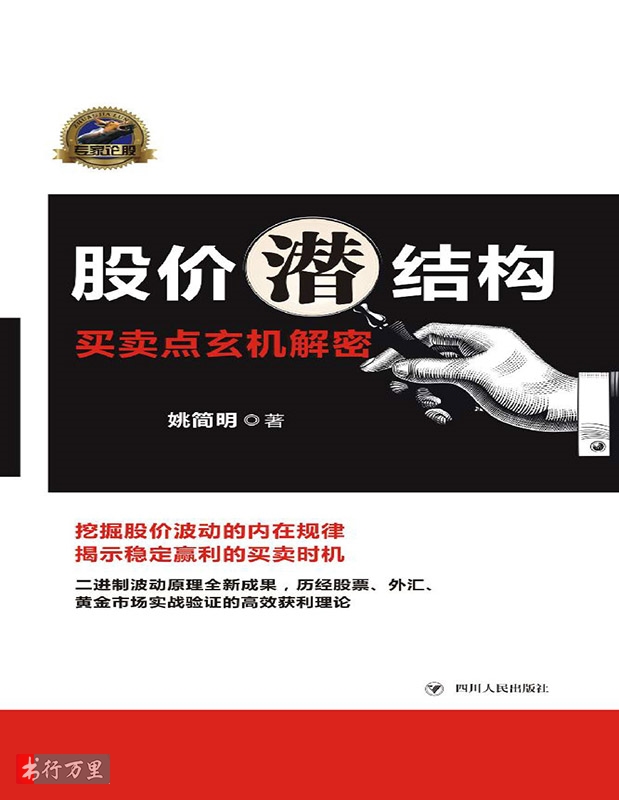 ZHUANJIA LUNGU
专家论股
股价潜结构
买卖点玄机解密
姚简明◎著
挖掘股价波动的内在规律
揭示稳定赢利的买卖时机
二进制波动原理全新成果，历经股票、外汇、
黄金市场实战验证的高效获利理论
四川人民出版社
书行万里